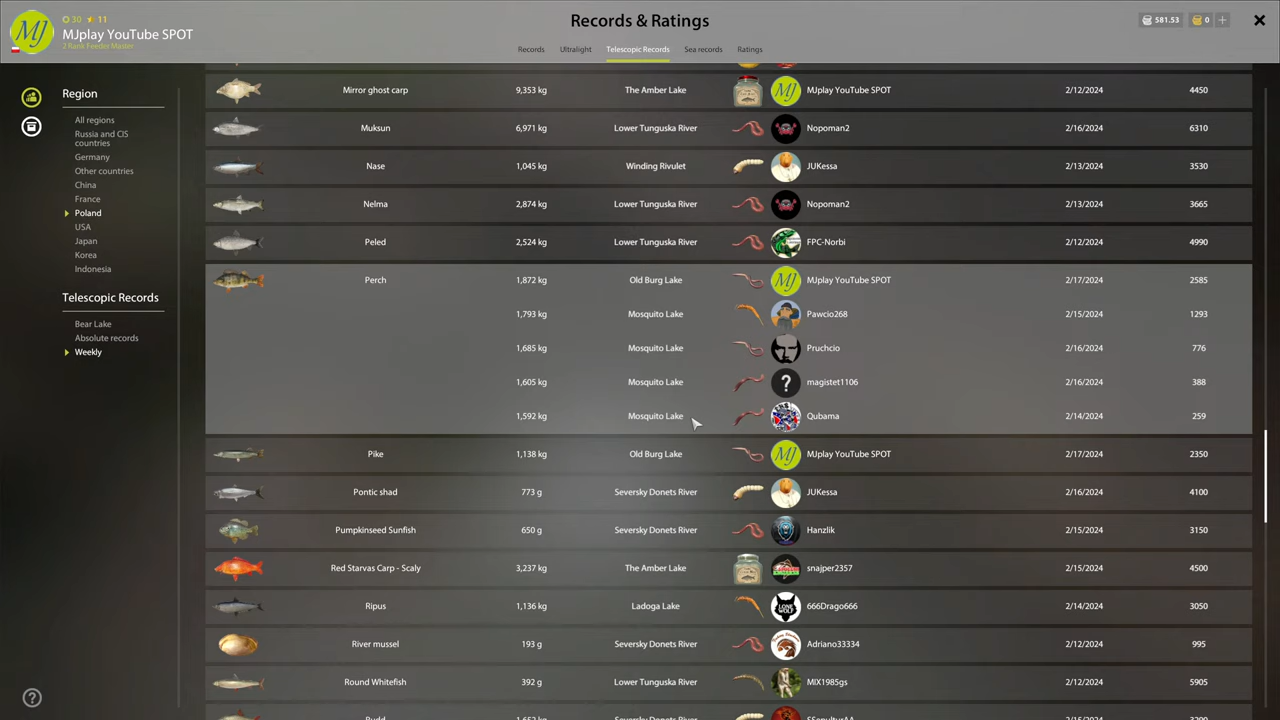 MJ
30 11
MJplay YouTube SPOT
2 Rank Feeder Master
Records & Ratings
581.53 0 +
Records Ultralight Telescopic Records Sea records Ratings
Region
All regions
Russia and CIS
countries
Germany
Other countries
China
France
Poland
USA
Japan
Korea
Indonesia
Telescopic Records
Bear Lake
Absolute records
Weekly
Mirror ghost carp 9,353 kg The Amber Lake MJ MJplay YouTube SPOT 2/12/2024 4450
Muksun 6,971 kg Lower Tunguska River Nopoman2 2/16/2024 6310
Nase 1,045 kg Winding Rivulet JUKessa 2/13/2024 3530
Nelma 2,874 kg Lower Tunguska River Nopoman2 2/13/2024 3665
Peled 2,524 kg Lower Tunguska River FPC-Norbi 2/12/2024 4990
Perch 1,872 kg Old Burg Lake MJ MJplay YouTube SPOT 2/17/2024 2585
1,793 kg Mosquito Lake Pawcio268 2/15/2024 1293
1,685 kg Mosquito Lake Pruchcio 2/16/2024 776
1,605 kg Mosquito Lake ? magistet1106 2/16/2024 388
1,592 kg Mosquito Lake Qubama 2/14/2024 259
Pike 1,138 kg Old Burg Lake MJ MJplay YouTube SPOT 2/17/2024 2350
Pontic shad 773 g Seversky Donets River JUKessa 2/16/2024 4100
Pumpkinseed Sunfish 650 g Seversky Donets River Hanzlik 2/15/2024 3150
Red Starvas Carp - Scaly 3,237 kg The Amber Lake snajper2357 2/15/2024 4500
Ripus 1,136 kg Ladoga Lake LONE WOLF 666Drago666 2/14/2024 3050
River mussel 193 g Seversky Donets River Adriano33334 2/12/2024 995
Round Whitefish 392 g Lower Tunguska River MIX1985gs 2/12/2024 5905
?